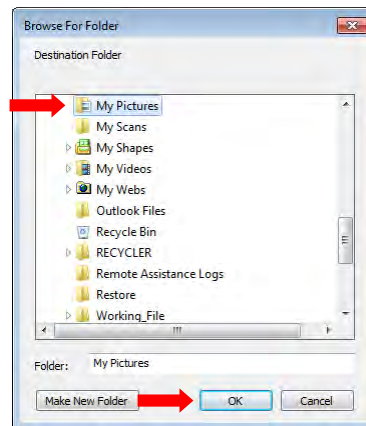 Browse For Folder
Destination Folder
My Pictures
My Scans
My Shapes
My Videos
My Webs
Outlook Files
Recycle Bin
RECYCLER
Remote Assistance Logs
Restore
Working_File
Folder: My Pictures
Make New Folder OK Cancel